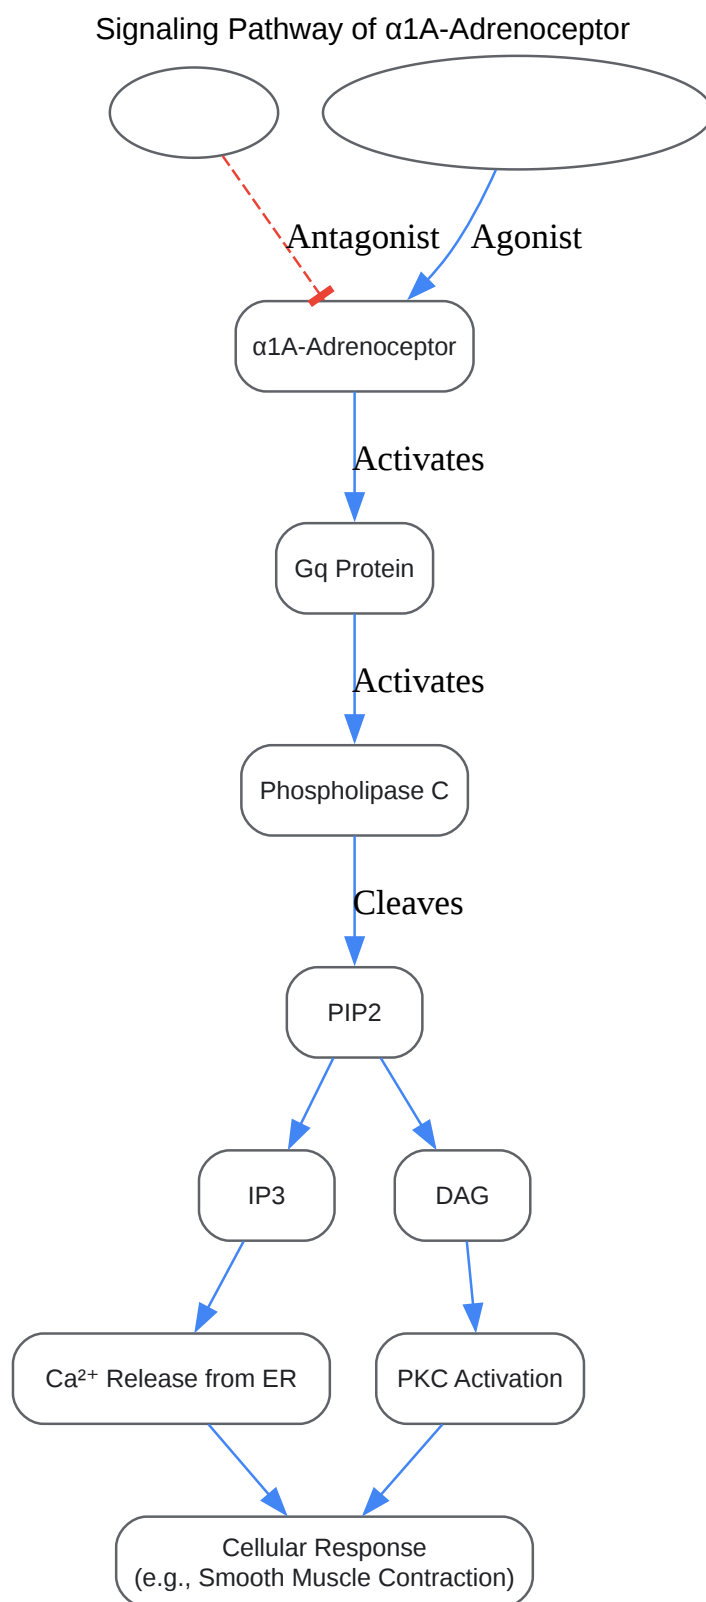 Signaling Pathway of α1A-Adrenoceptor
Antagonist
Agonist
α1A-Adrenoceptor
Activates
Gq Protein
Activates
Phospholipase C
Cleaves
PIP2
IP3
DAG
Ca²⁺ Release from ER
PKC Activation
Cellular Response
(e.g., Smooth Muscle Contraction)